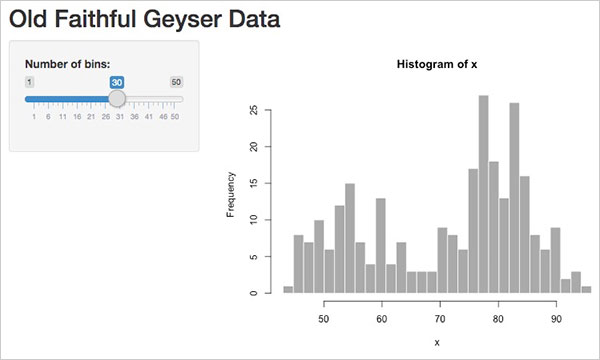 Old Faithful Geyser Data
Number of bins:
1 30 50
1 6 11 16 21 26 31 36 41 46 50
Histogram of x
Frequency
25
20
15
10
5
0
50 60 70 80 90
x